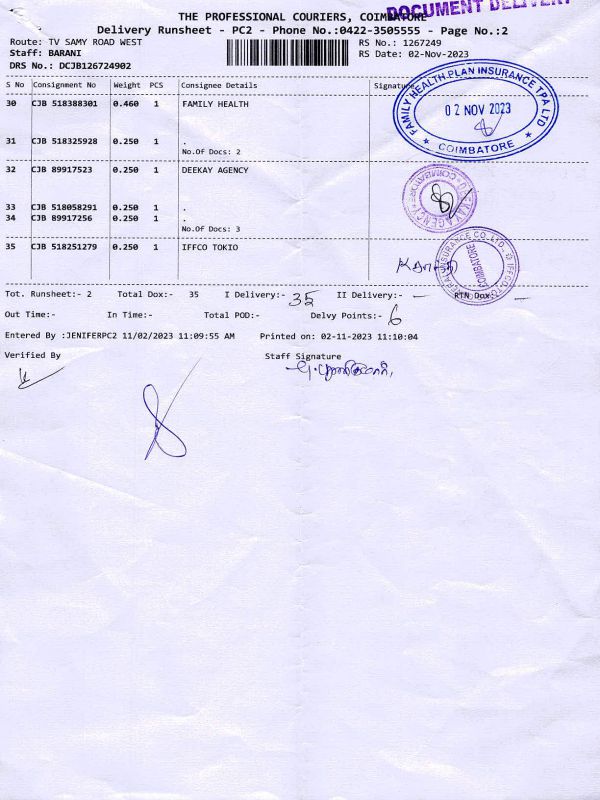 DOCUMENT DELIVERY
THE PROFESSIONAL COURIERS, COIMBATORE
Delivery Runsheet - PC2 - Phone No.:0422-3505555 - Page No.:2
Route: TV SAMY ROAD WEST RS No.: 1267249
Staff: BARANI RS Date: 02-Nov-2023
DRS No.: DCJB126724902
S No Consignment No Weight PCS Consignee Details Signature
30 CJB 518388301 0.460 1 FAMILY HEALTH
FAMILY HEALTH PLAN INSURANCE TPA LTD
02 NOV 2023
★ COIMBATORE ★
31 CJB 518325928 0.250 1 .
No.Of Docs: 2
32 CJB 89917523 0.250 1 DEEKAY AGENCY
33 CJB 518058291 0.250 1 .
34 CJB 89917256 0.250 1 .
No.Of Docs: 3
35 CJB 518251279 0.250 1 IFFCO TOKIO
COIMBATORE
Tot. Runsheet:- 2 Total Dox:- 35 I Delivery:- 35 II Delivery:- — RTN Dox:- —
Out Time:- In Time:- Total POD:- Delvy Points:- 6
Entered By :JENIFERPC2 11/02/2023 11:09:55 AM Printed on: 02-11-2023 11:10:04
Verified By Staff Signature